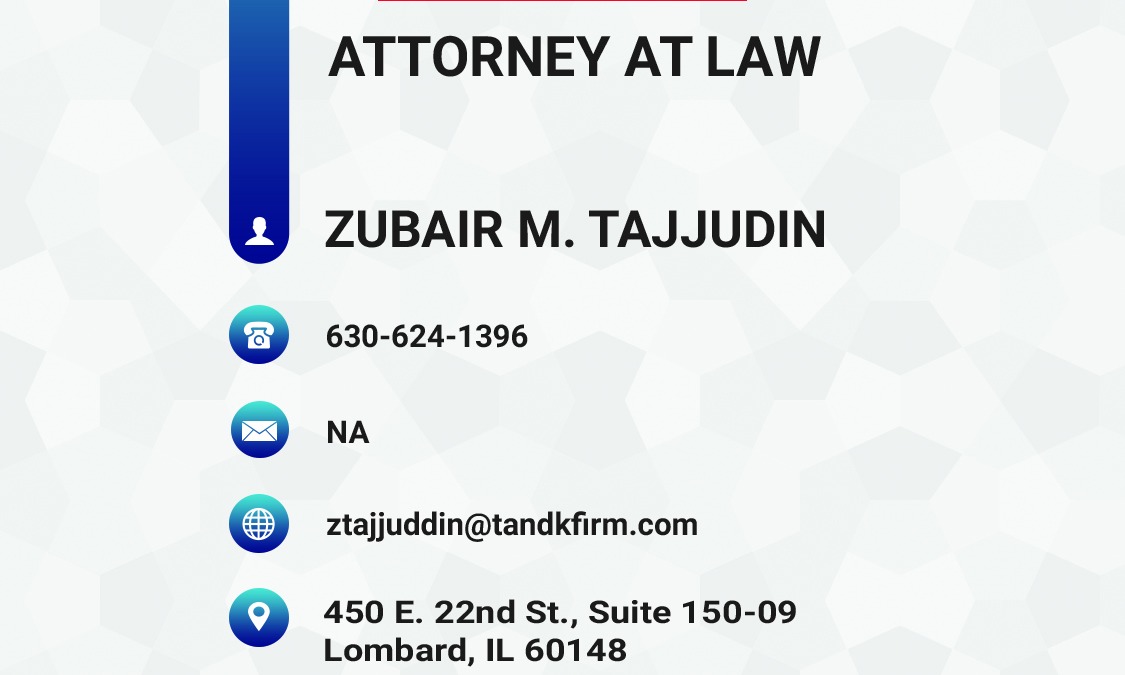 ATTORNEY AT LAW
ZUBAIR M. TAJJUDIN
630-624-1396
NA
ztajjuddin@tandkfirm.com
450 E. 22nd St., Suite 150-09
Lombard, IL 60148